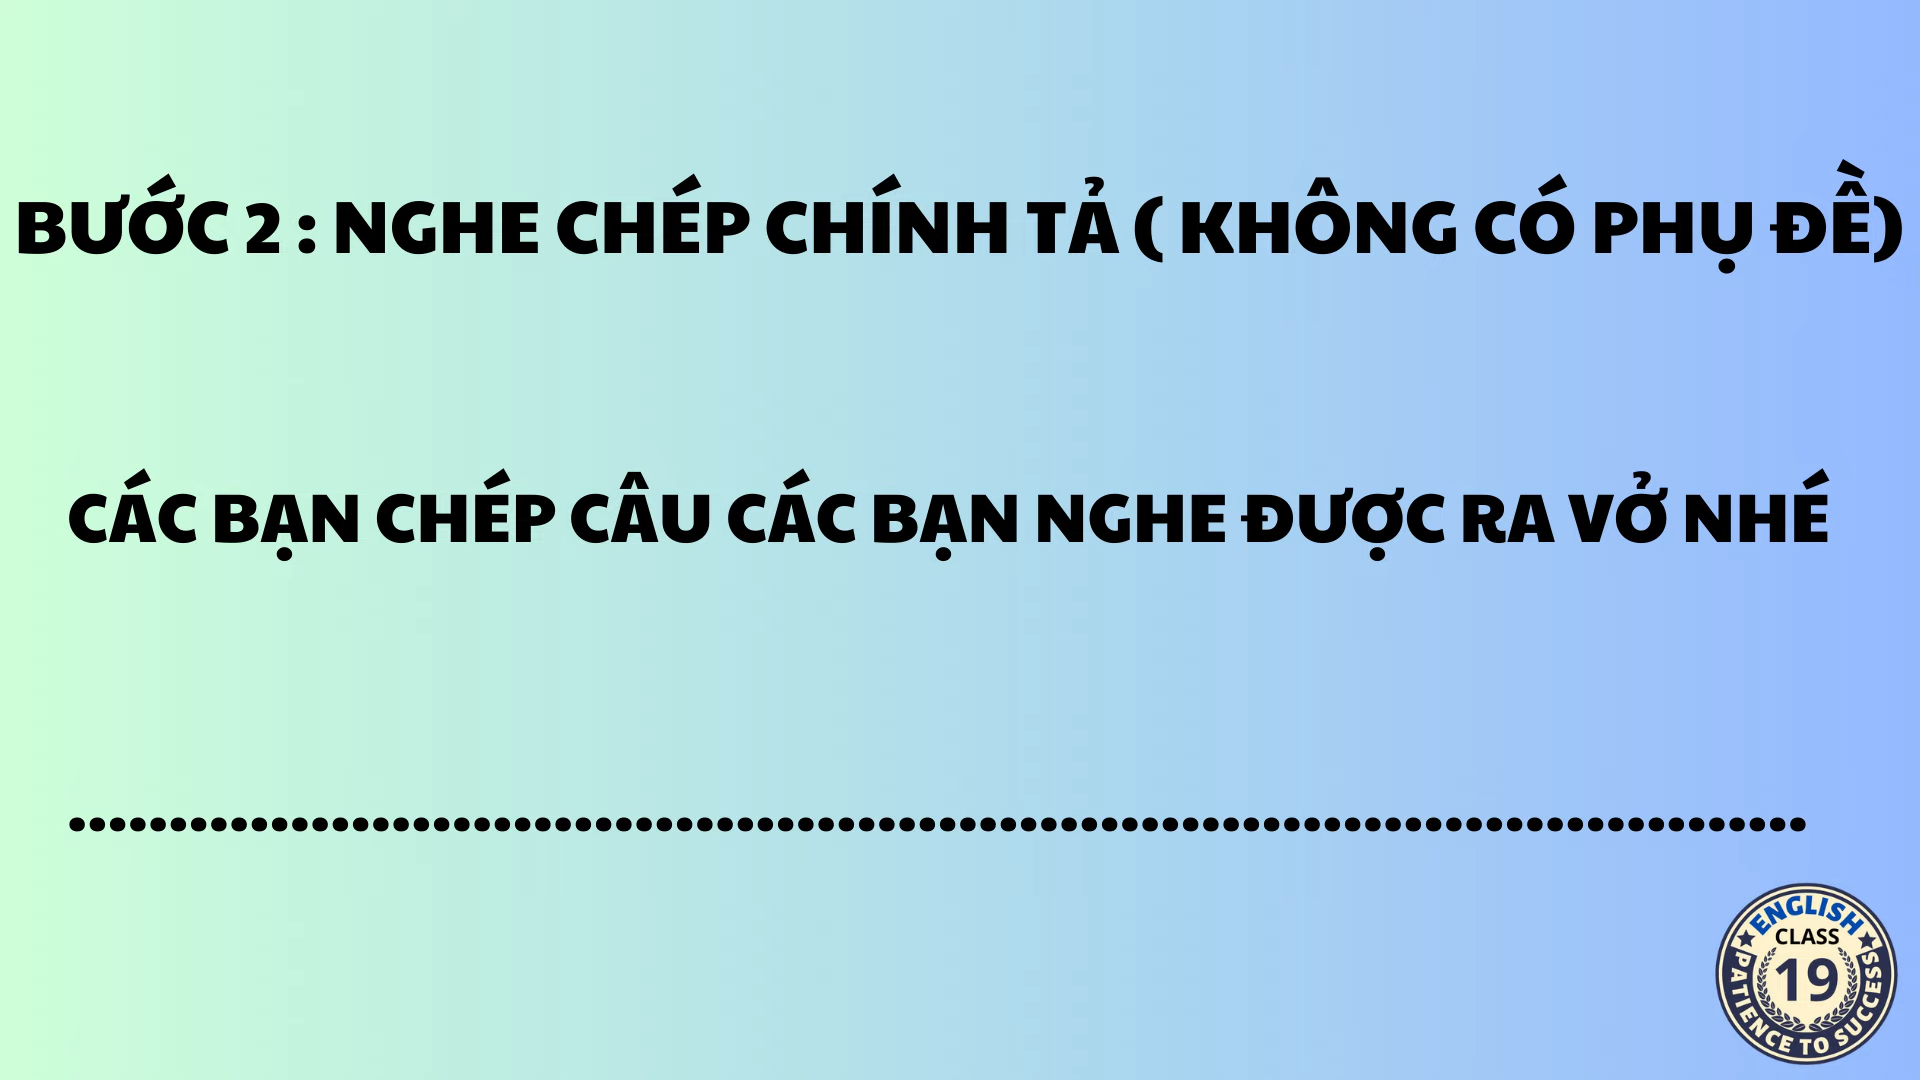 BƯỚC 2 : NGHE CHÉP CHÍNH TẢ ( KHÔNG CÓ PHỤ ĐỀ)
CÁC BẠN CHÉP CÂU CÁC BẠN NGHE ĐƯỢC RA VỞ NHÉ
......................................................................................
ENGLISH
CLASS
19
PATIENCE TO SUCCESS